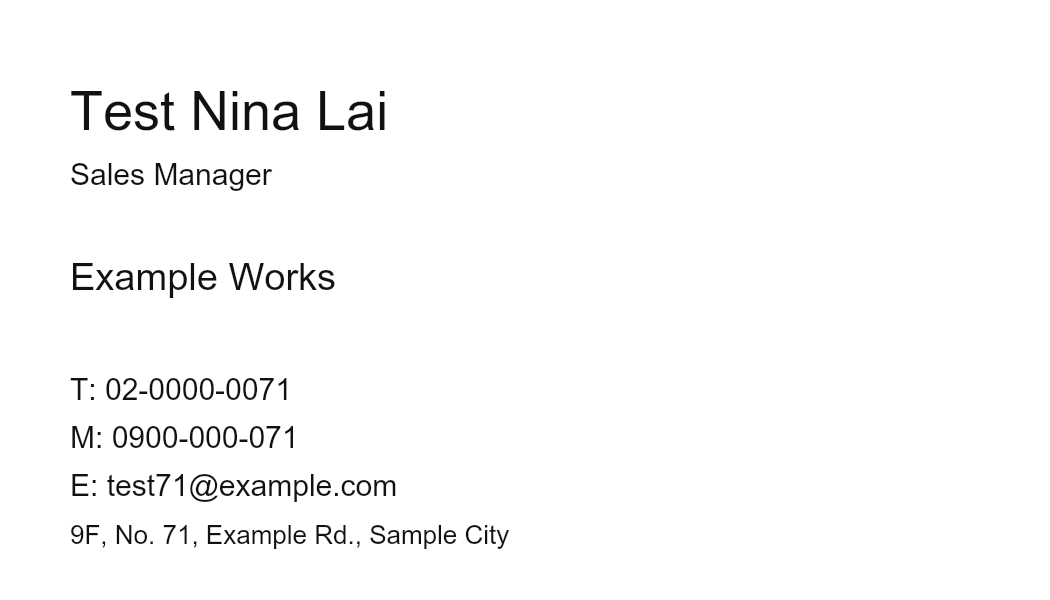 Test Nina Lai
Sales Manager
Example Works
T: 02-0000-0071
M: 0900-000-071
E: test71@example.com
9F, No. 71, Example Rd., Sample City